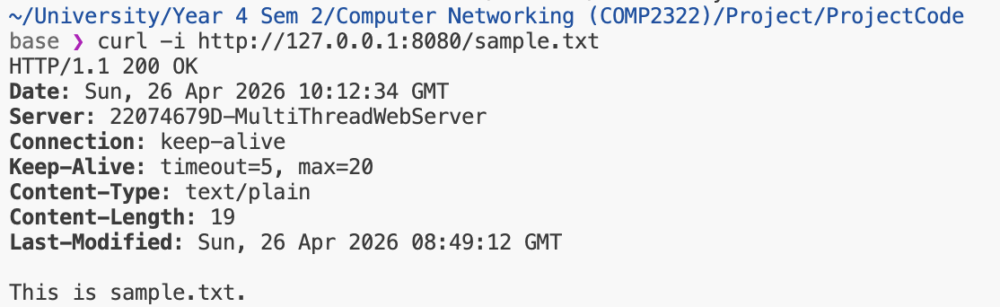 ~/University/Year 4 Sem 2/Computer Networking (COMP2322)/Project/ProjectCode
base ❯ curl -i http://127.0.0.1:8080/sample.txt
HTTP/1.1 200 OK
Date: Sun, 26 Apr 2026 10:12:34 GMT
Server: 22074679D-MultiThreadWebServer
Connection: keep-alive
Keep-Alive: timeout=5, max=20
Content-Type: text/plain
Content-Length: 19
Last-Modified: Sun, 26 Apr 2026 08:49:12 GMT
This is sample.txt.